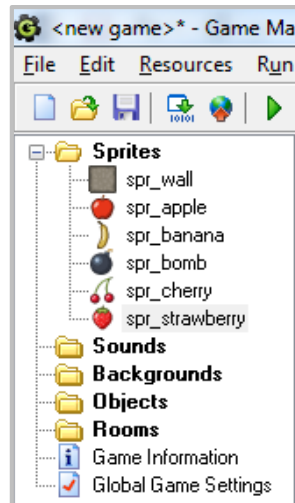 <new game>* - Game Ma
File Edit Resources Run
Sprites
spr_wall
spr_apple
spr_banana
spr_bomb
spr_cherry
spr_strawberry
Sounds
Backgrounds
Objects
Rooms
Game Information
Global Game Settings